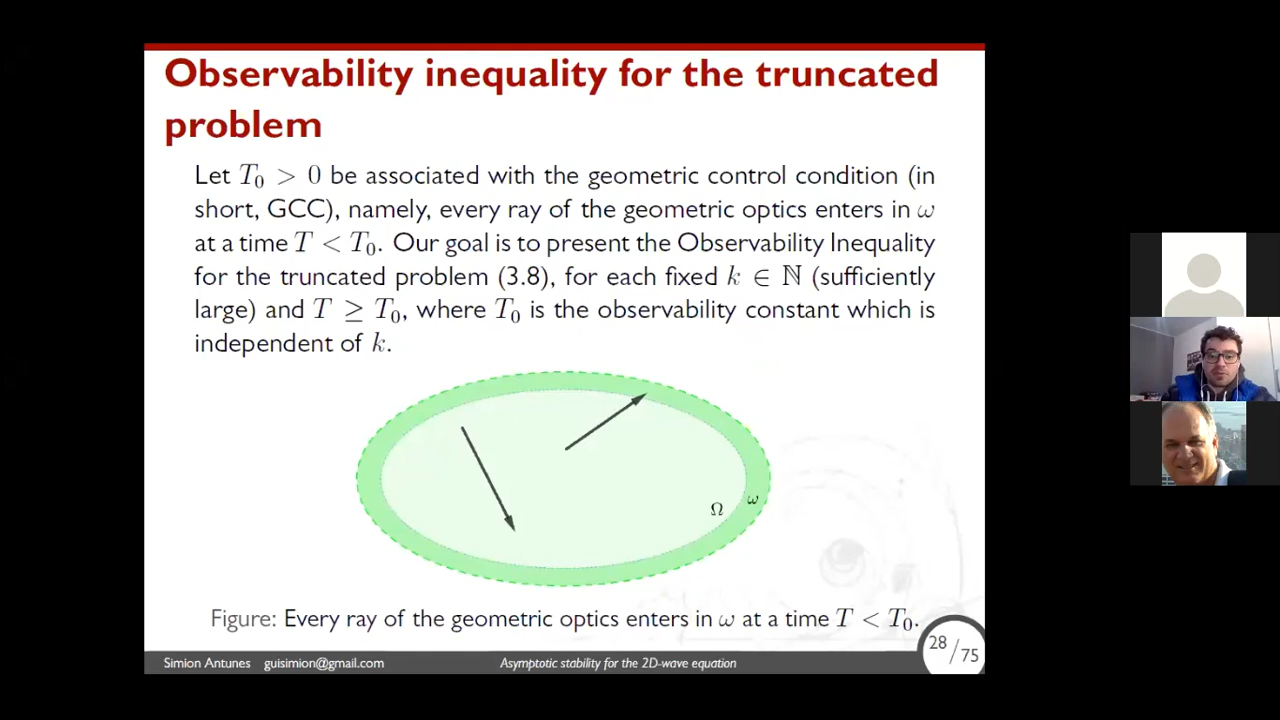 Observability inequality for the truncated
problem
Let T₀ > 0 be associated with the geometric control condition (in
short, GCC), namely, every ray of the geometric optics enters in ω
at a time T < T₀. Our goal is to present the Observability Inequality
for the truncated problem (3.8), for each fixed k ∈ ℕ (sufficiently
large) and T ≥ T₀, where T₀ is the observability constant which is
independent of k.
ω
Ω
Figure: Every ray of the geometric optics enters in ω at a time T < T₀.
Simion Antunes guisimion@gmail.com Asymptotic stability for the 2D-wave equation 28/75